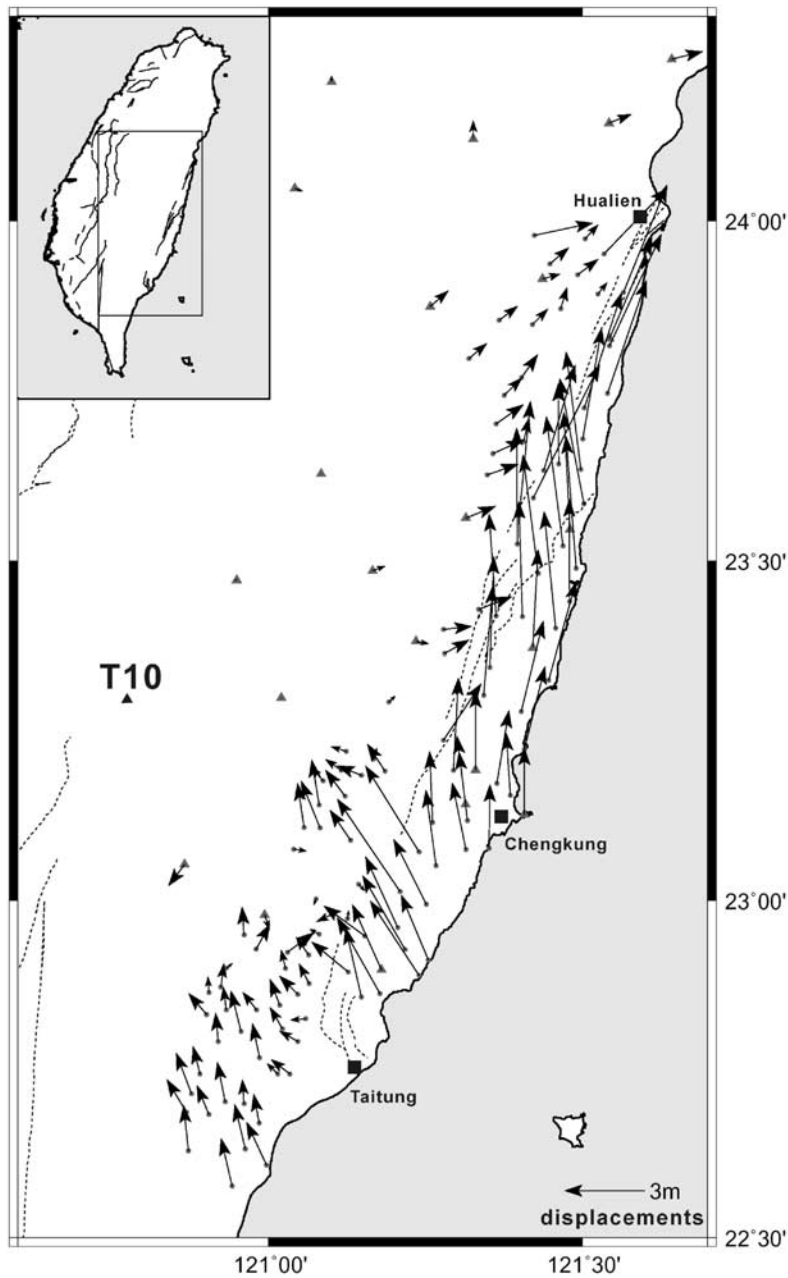 Hualien
24°00'
T10
23°30'
Chengkung
23°00'
Taitung
3m
displacements
22°30'
121°00'
121°30'